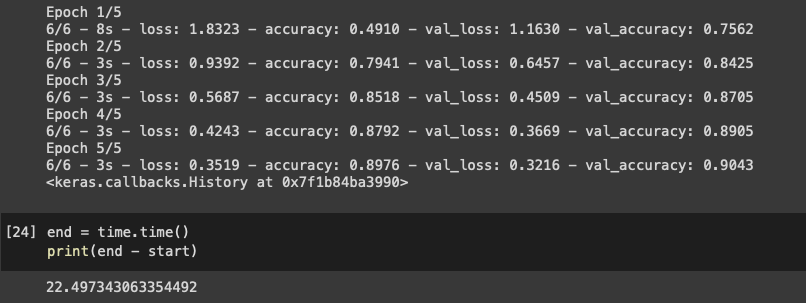 Epoch 1/5
6/6 - 8s - loss: 1.8323 - accuracy: 0.4910 - val_loss: 1.1630 - val_accuracy: 0.7562
Epoch 2/5
6/6 - 3s - loss: 0.9392 - accuracy: 0.7941 - val_loss: 0.6457 - val_accuracy: 0.8425
Epoch 3/5
6/6 - 3s - loss: 0.5687 - accuracy: 0.8518 - val_loss: 0.4509 - val_accuracy: 0.8705
Epoch 4/5
6/6 - 3s - loss: 0.4243 - accuracy: 0.8792 - val_loss: 0.3669 - val_accuracy: 0.8905
Epoch 5/5
6/6 - 3s - loss: 0.3519 - accuracy: 0.8976 - val_loss: 0.3216 - val_accuracy: 0.9043
<keras.callbacks.History at 0x7f1b84ba3990>
[24] end = time.time()
print(end - start)
22.497343063354492